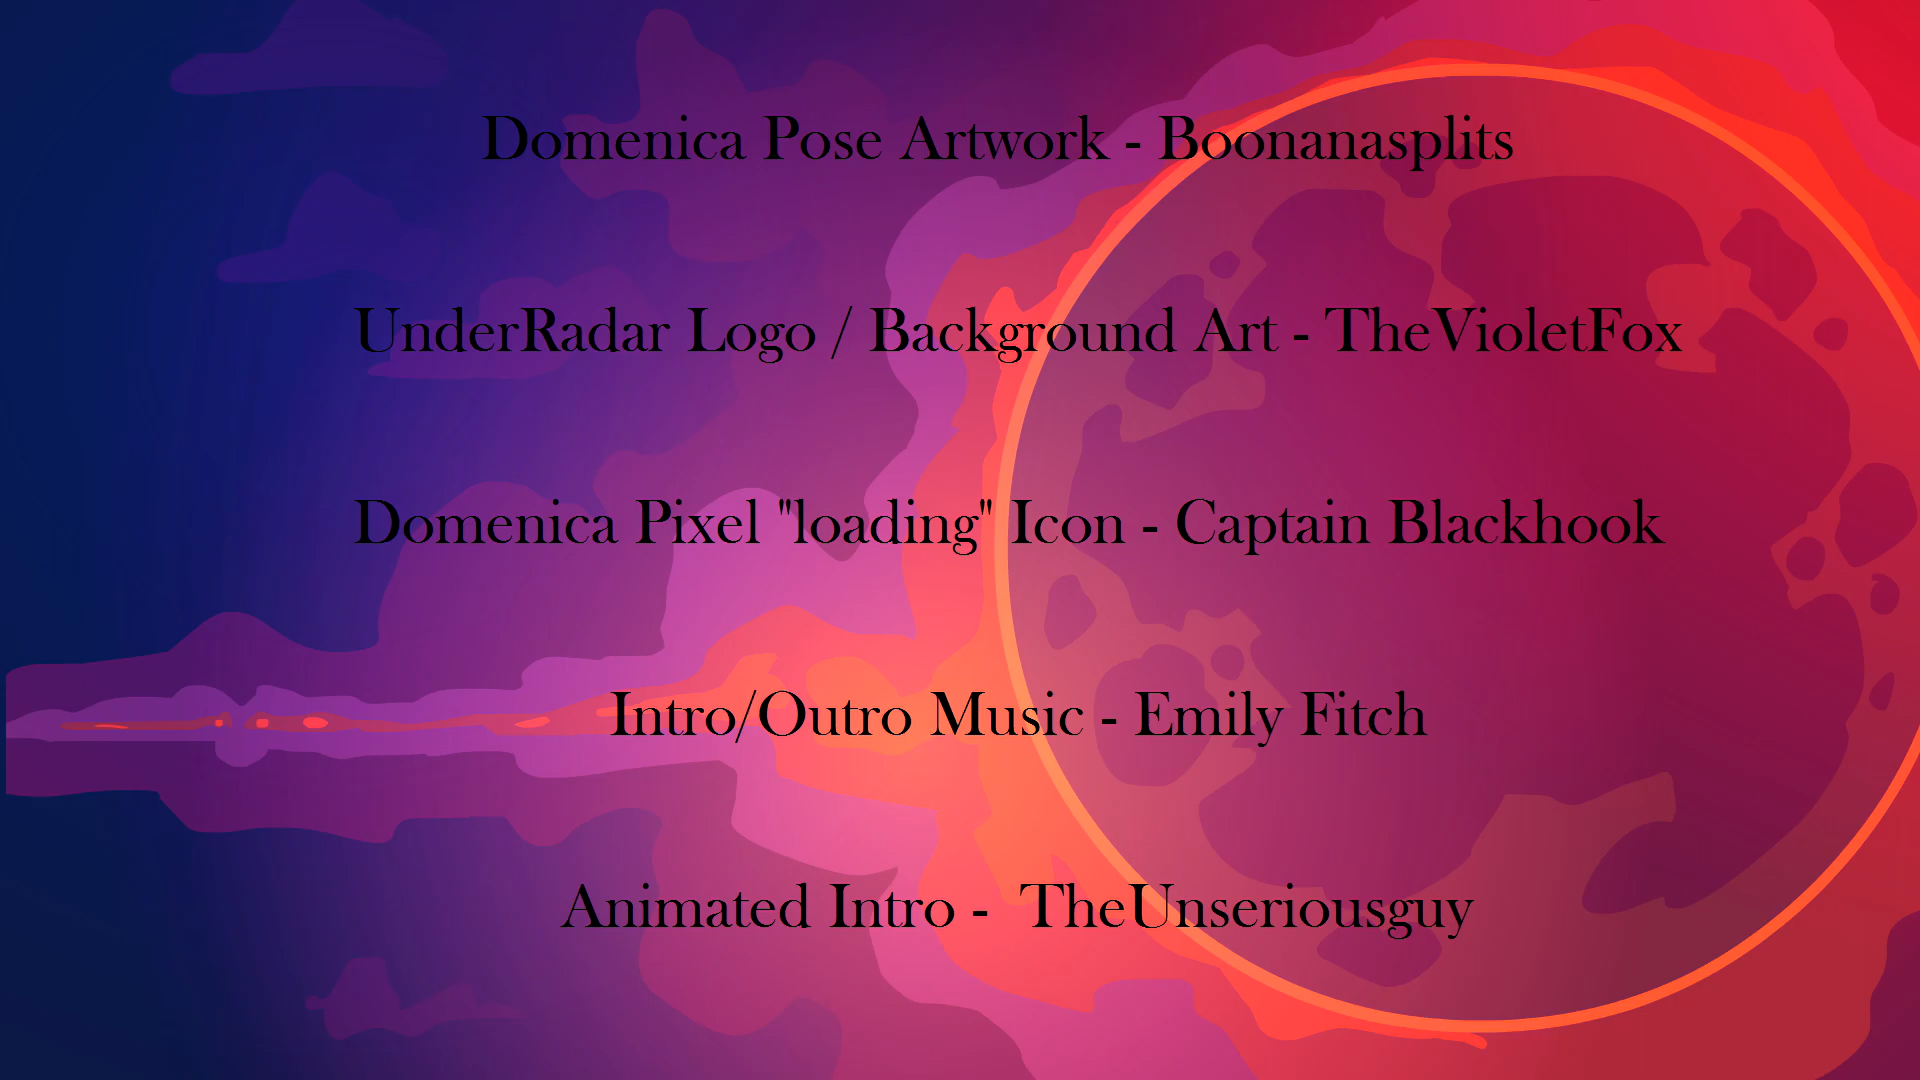 Domenica Pose Artwork - Boonanasplits
UnderRadar Logo / Background Art - TheVioletFox
Domenica Pixel "loading" Icon - Captain Blackhook
Intro/Outro Music - Emily Fitch
Animated Intro -  TheUnseriousguy